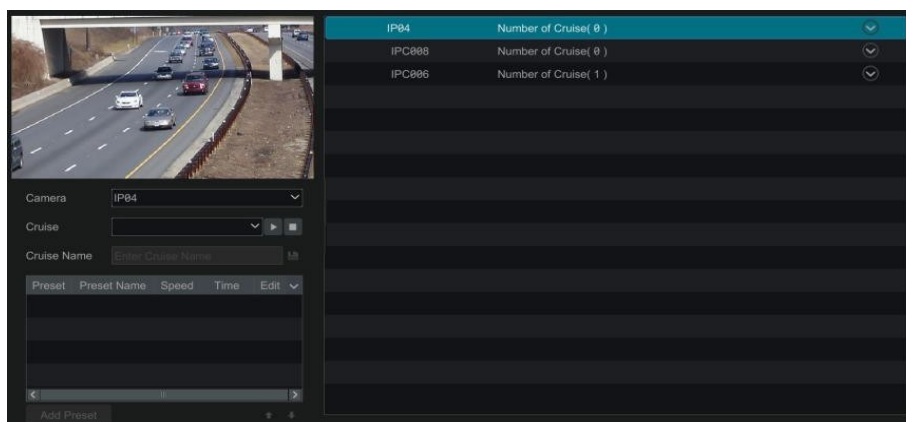 IP04 Number of Cruise( 0 )
IPC008 Number of Cruise( 0 )
IPC006 Number of Cruise( 1 )
Camera IP04
Cruise
Cruise Name Enter Cruise Name
Preset Preset Name Speed Time Edit
Add Preset